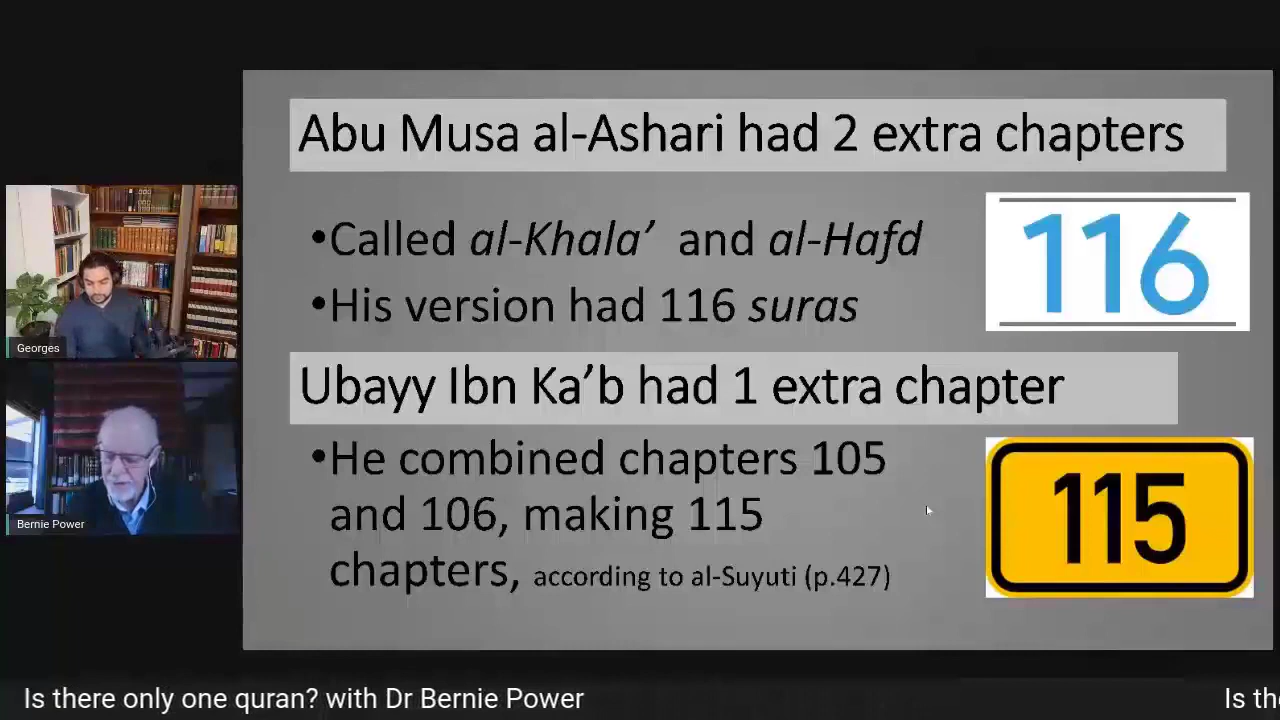 Abu Musa al-Ashari had 2 extra chapters
•Called al-Khala’ and al-Hafd
•His version had 116 suras
116
Ubayy Ibn Ka’b had 1 extra chapter
•He combined chapters 105
and 106, making 115
chapters, according to al-Suyuti (p.427)
115
Georges
Bernie Power
Is there only one quran? with Dr Bernie Power
Is th